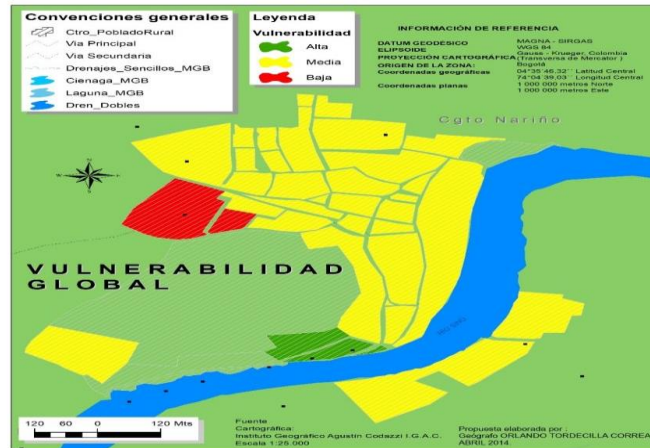 Convenciones generales
Ctro_PobladoRural
Via Principal
Via Secundaria
Drenajes_Sencillos_MGB
Cienaga_MGB
Laguna_MGB
Dren_Dobles
Leyenda
Vulnerabilidad
Alta
Media
Baja
INFORMACIÓN DE REFERENCIA
DATUM GEODÉSICO MAGNA - SIRGAS
ELIPSOIDE WGS 84
PROYECCIÓN CARTOGRÁFICA Gauss - Krueger, Colombia (Transversa de Mercator )
ORIGEN DE LA ZONA: Bogotá
Coordenadas geográficas 04°35 46,32´´ Latitud Central
74°04 39,03´´ Longitud Central
Coordenadas planas 1 000 000 metros Norte
1 000 000 metros Este
Cgto Nariño
VULNERABILIDAD
GLOBAL
120 60 0 120 Mts
Fuente
Cartográfica:
Instituto Geográfico Agustin Codazzi I.G.A.C.
Escala 1:25.000
Propuesta elaborada por :
Geógrafo ORLANDO TORDECILLA CORREA
ABRIL 2014